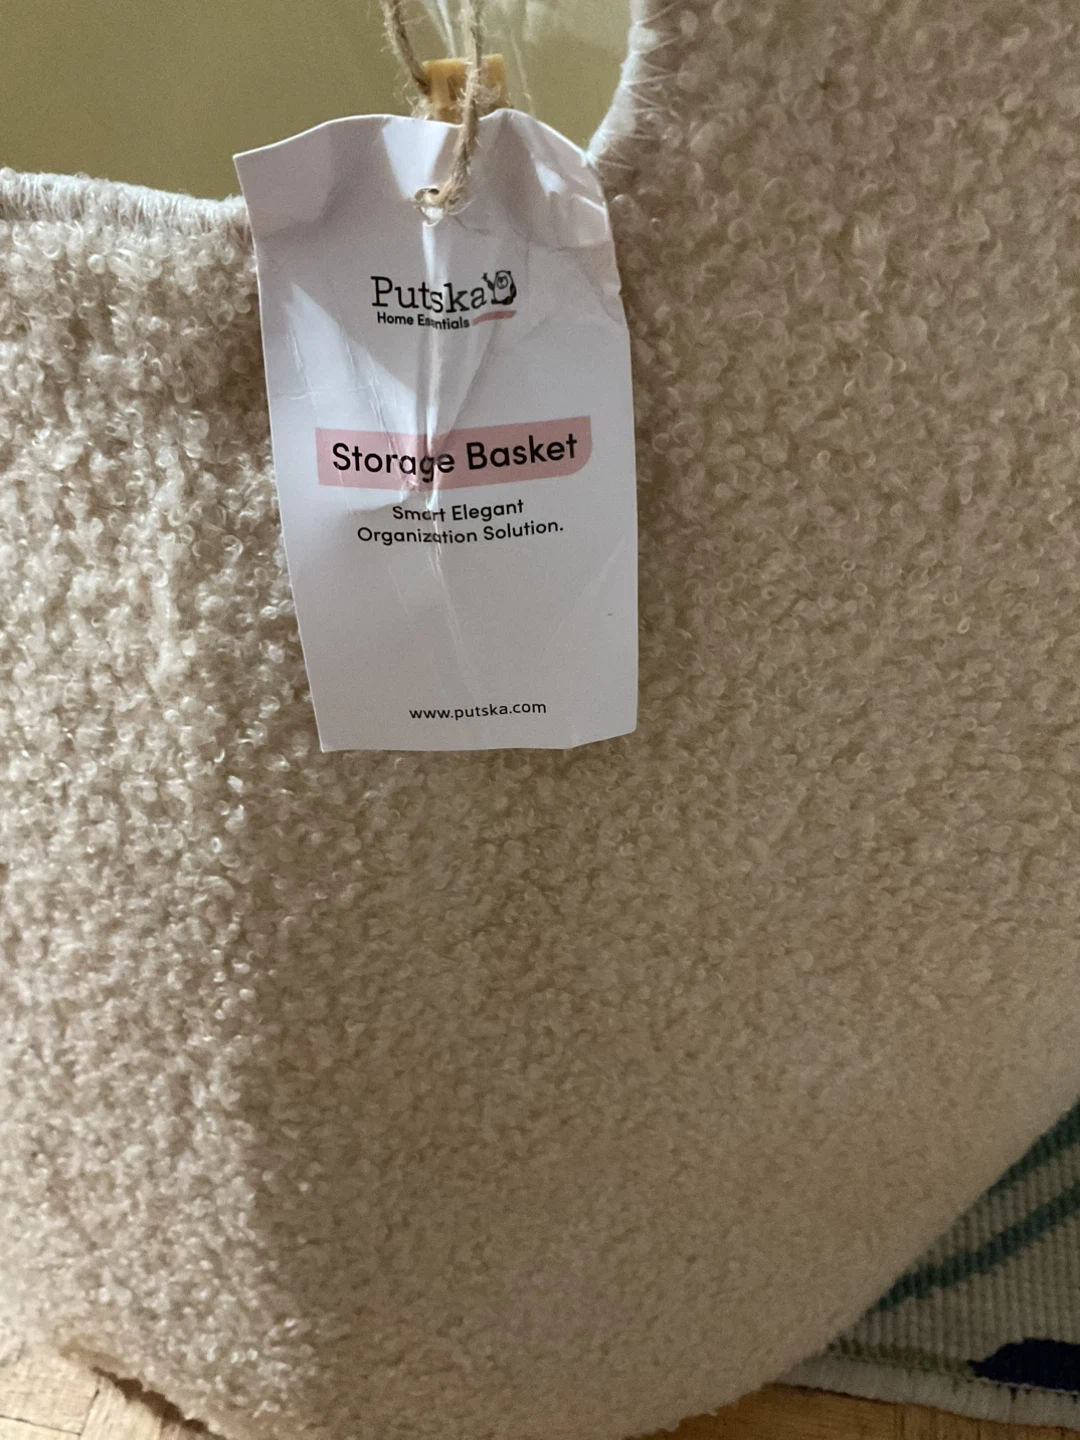 Putska
Home Essentials
Storage Basket
Smart Elegant
Organization Solution.
www.putska.com